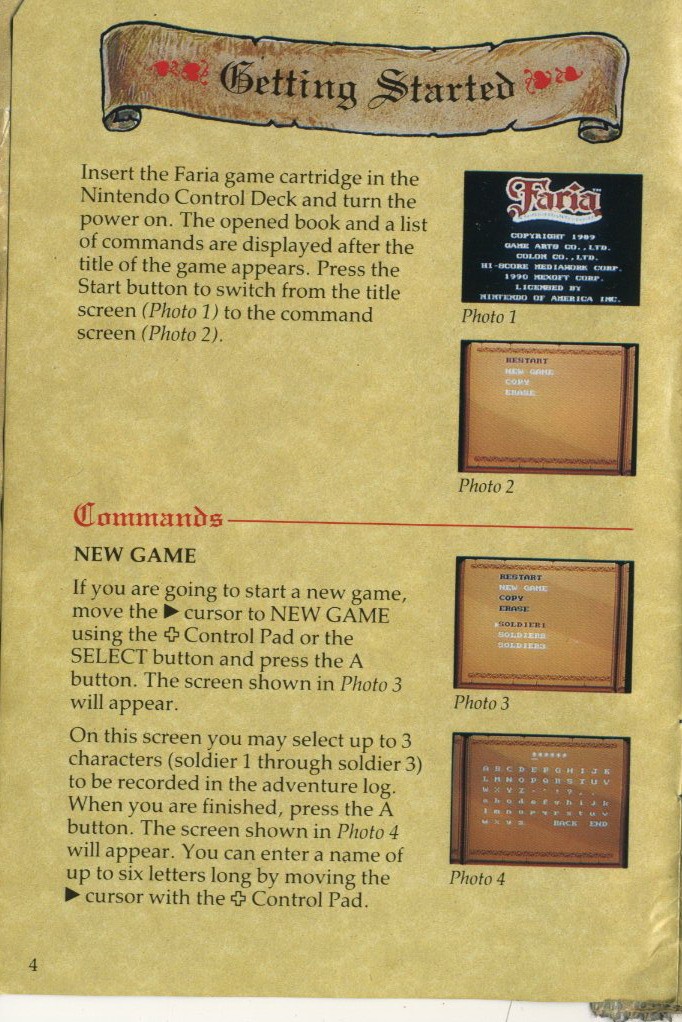 Getting Started
Insert the Faria game cartridge in the
Nintendo Control Deck and turn the
power on. The opened book and a list
of commands are displayed after the
title of the game appears. Press the
Start button to switch from the title
screen (Photo 1) to the command
screen (Photo 2).
Faria™
COPYRIGHT 1989
GAME ARTS CO.,LTD.
COLOM CO.,LTD.
HI-SCORE MEDIAWORK CORP.
1990 NEXOFT CORP.
LICENSED BY
NINTENDO OF AMERICA INC.
Photo 1
RESTART
NEW GAME
COPY
ERASE
Photo 2
Commands
NEW GAME
If you are going to start a new game,
move the ▶ cursor to NEW GAME
using the ✚ Control Pad or the
SELECT button and press the A
button. The screen shown in Photo 3
will appear.
RESTART
NEW GAME
COPY
ERASE
▶SOLDIER1
SOLDIER2
SOLDIER3
Photo 3
On this screen you may select up to 3
characters (soldier 1 through soldier 3)
to be recorded in the adventure log.
When you are finished, press the A
button. The screen shown in Photo 4
will appear. You can enter a name of
up to six letters long by moving the
▶ cursor with the ✚ Control Pad.
A B C D E F G H I J K
L M N O P Q R S T U V
W X Y Z
a b c d e f g h i j k
l m n o p q r s t u v
w x y z BACK END
Photo 4
4